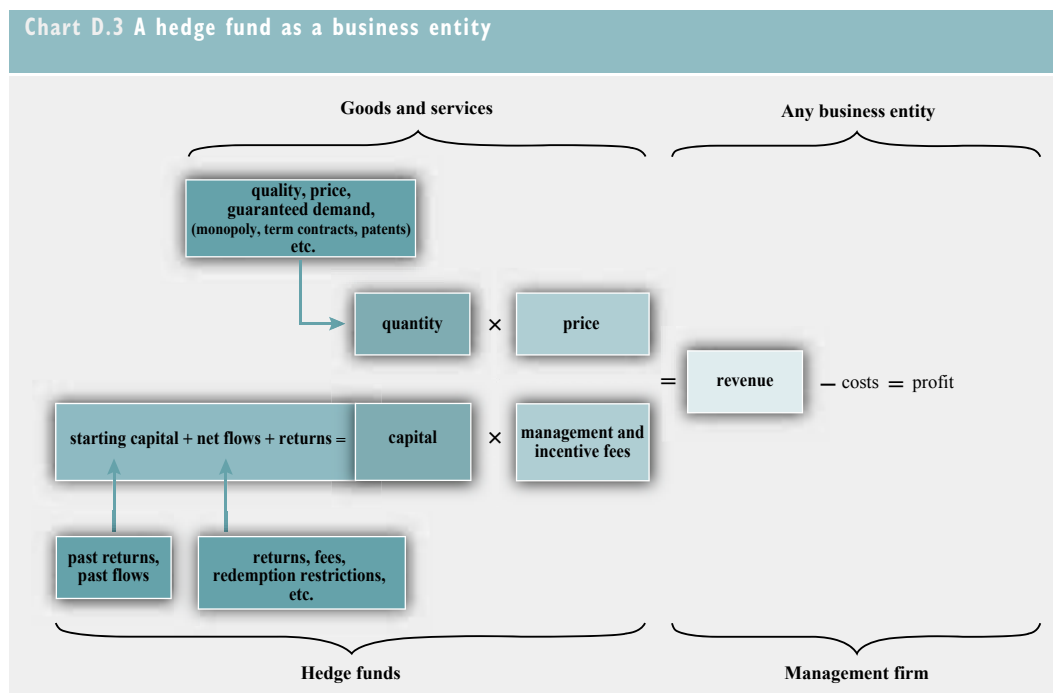 Chart D.3 A hedge fund as a business entity
Goods and services
Any business entity
quality, price,
guaranteed demand,
(monopoly, term contracts, patents)
etc.
quantity
×
price
=
revenue
– costs = profit
starting capital + net flows + returns =
capital
×
management and
incentive fees
past returns,
past flows
returns, fees,
redemption restrictions,
etc.
Hedge funds
Management firm